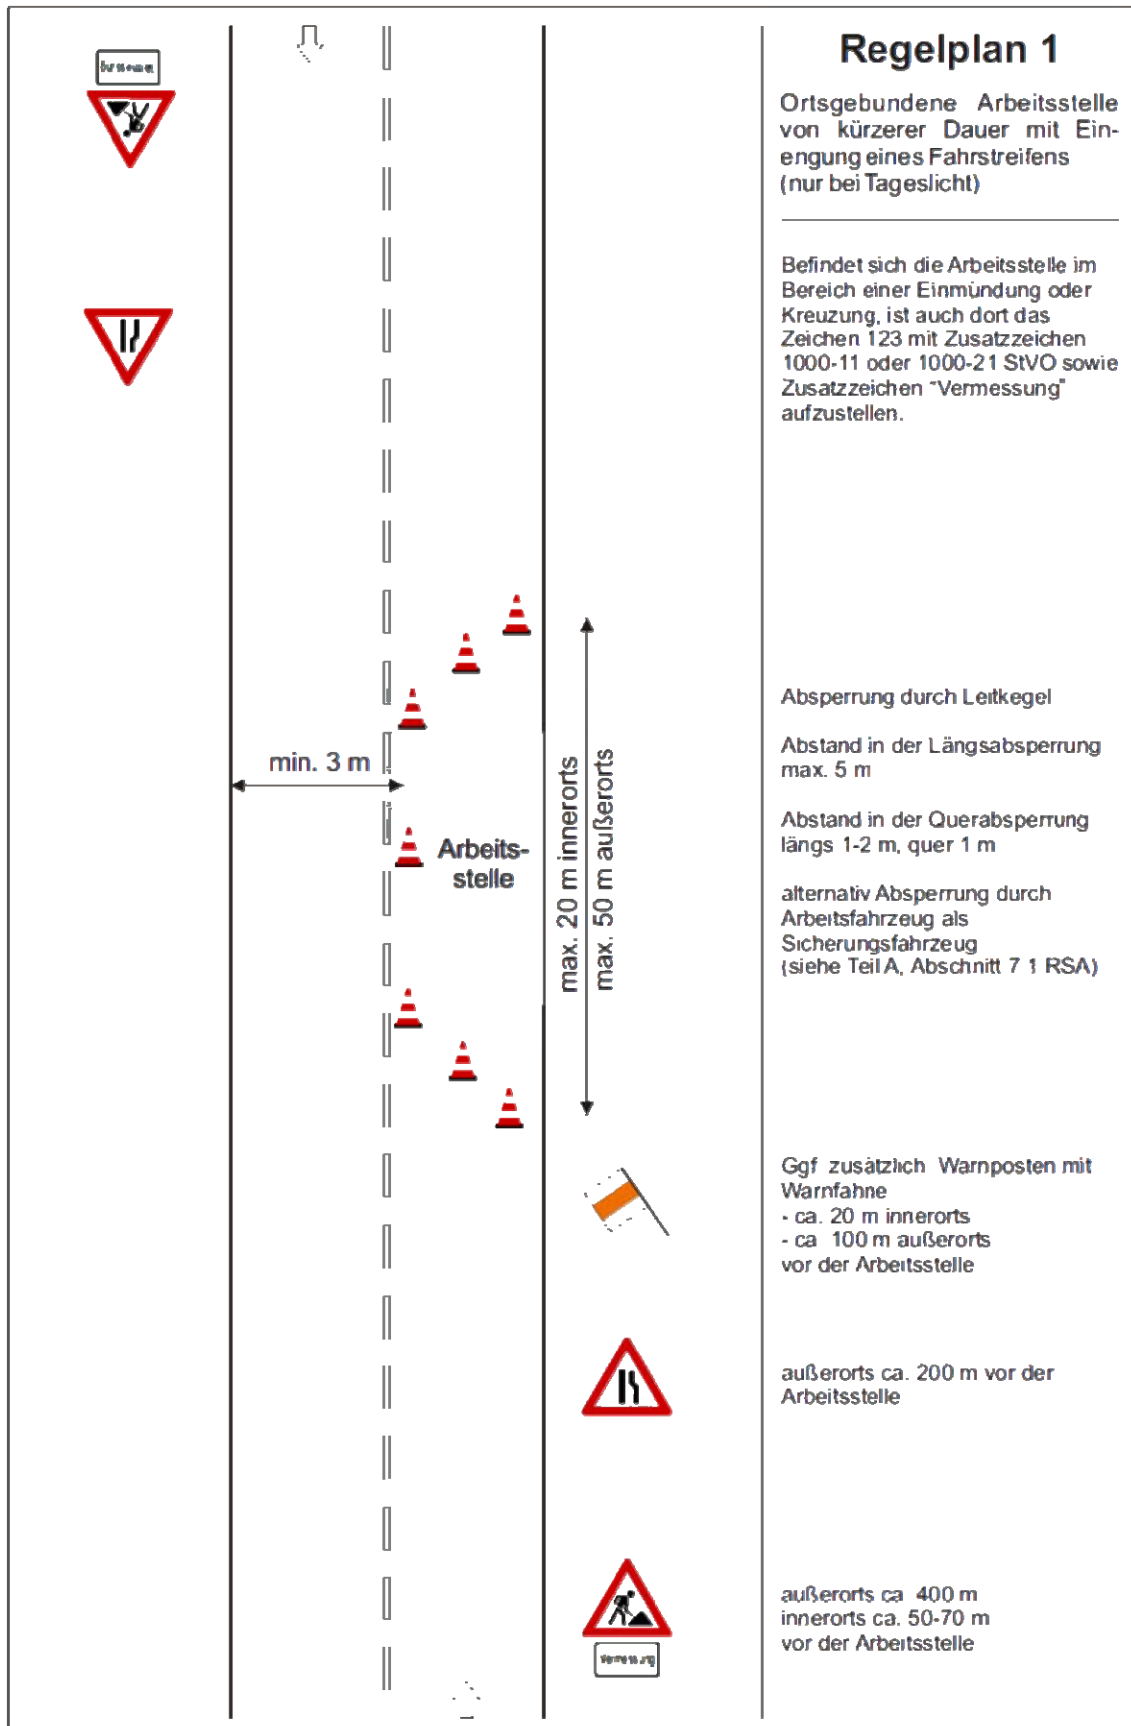 Regelplan 1
Ortsgebundene Arbeitsstelle
von kürzerer Dauer mit Ein-
engung eines Fahrstreifens
(nur bei Tageslicht)
Befindet sich die Arbeitsstelle im
Bereich einer Einmündung oder
Kreuzung, ist auch dort das
Zeichen 123 mit Zusatzzeichen
1000-11 oder 1000-21 StVO sowie
Zusatzzeichen "Vermessung"
aufzustellen.
Absperrung durch Leitkegel
Abstand in der Längsabsperrung
max. 5 m
min. 3 m
Abstand in der Querabsperrung
längs 1-2 m, quer 1 m
Arbeits-
stelle
max. 20 m innerorts
max. 50 m außerorts
alternativ Absperrung durch
Arbeitsfahrzeug als
Sicherungsfahrzeug
(siehe Teil A, Abschnitt 7 1 RSA)
Ggf zusätzlich Warnposten mit
Warnfahne
- ca. 20 m innerorts
- ca 100 m außerorts
vor der Arbeitsstelle
außerorts ca. 200 m vor der
Arbeitsstelle
außerorts ca 400 m
innerorts ca. 50-70 m
vor der Arbeitsstelle
Vermessung